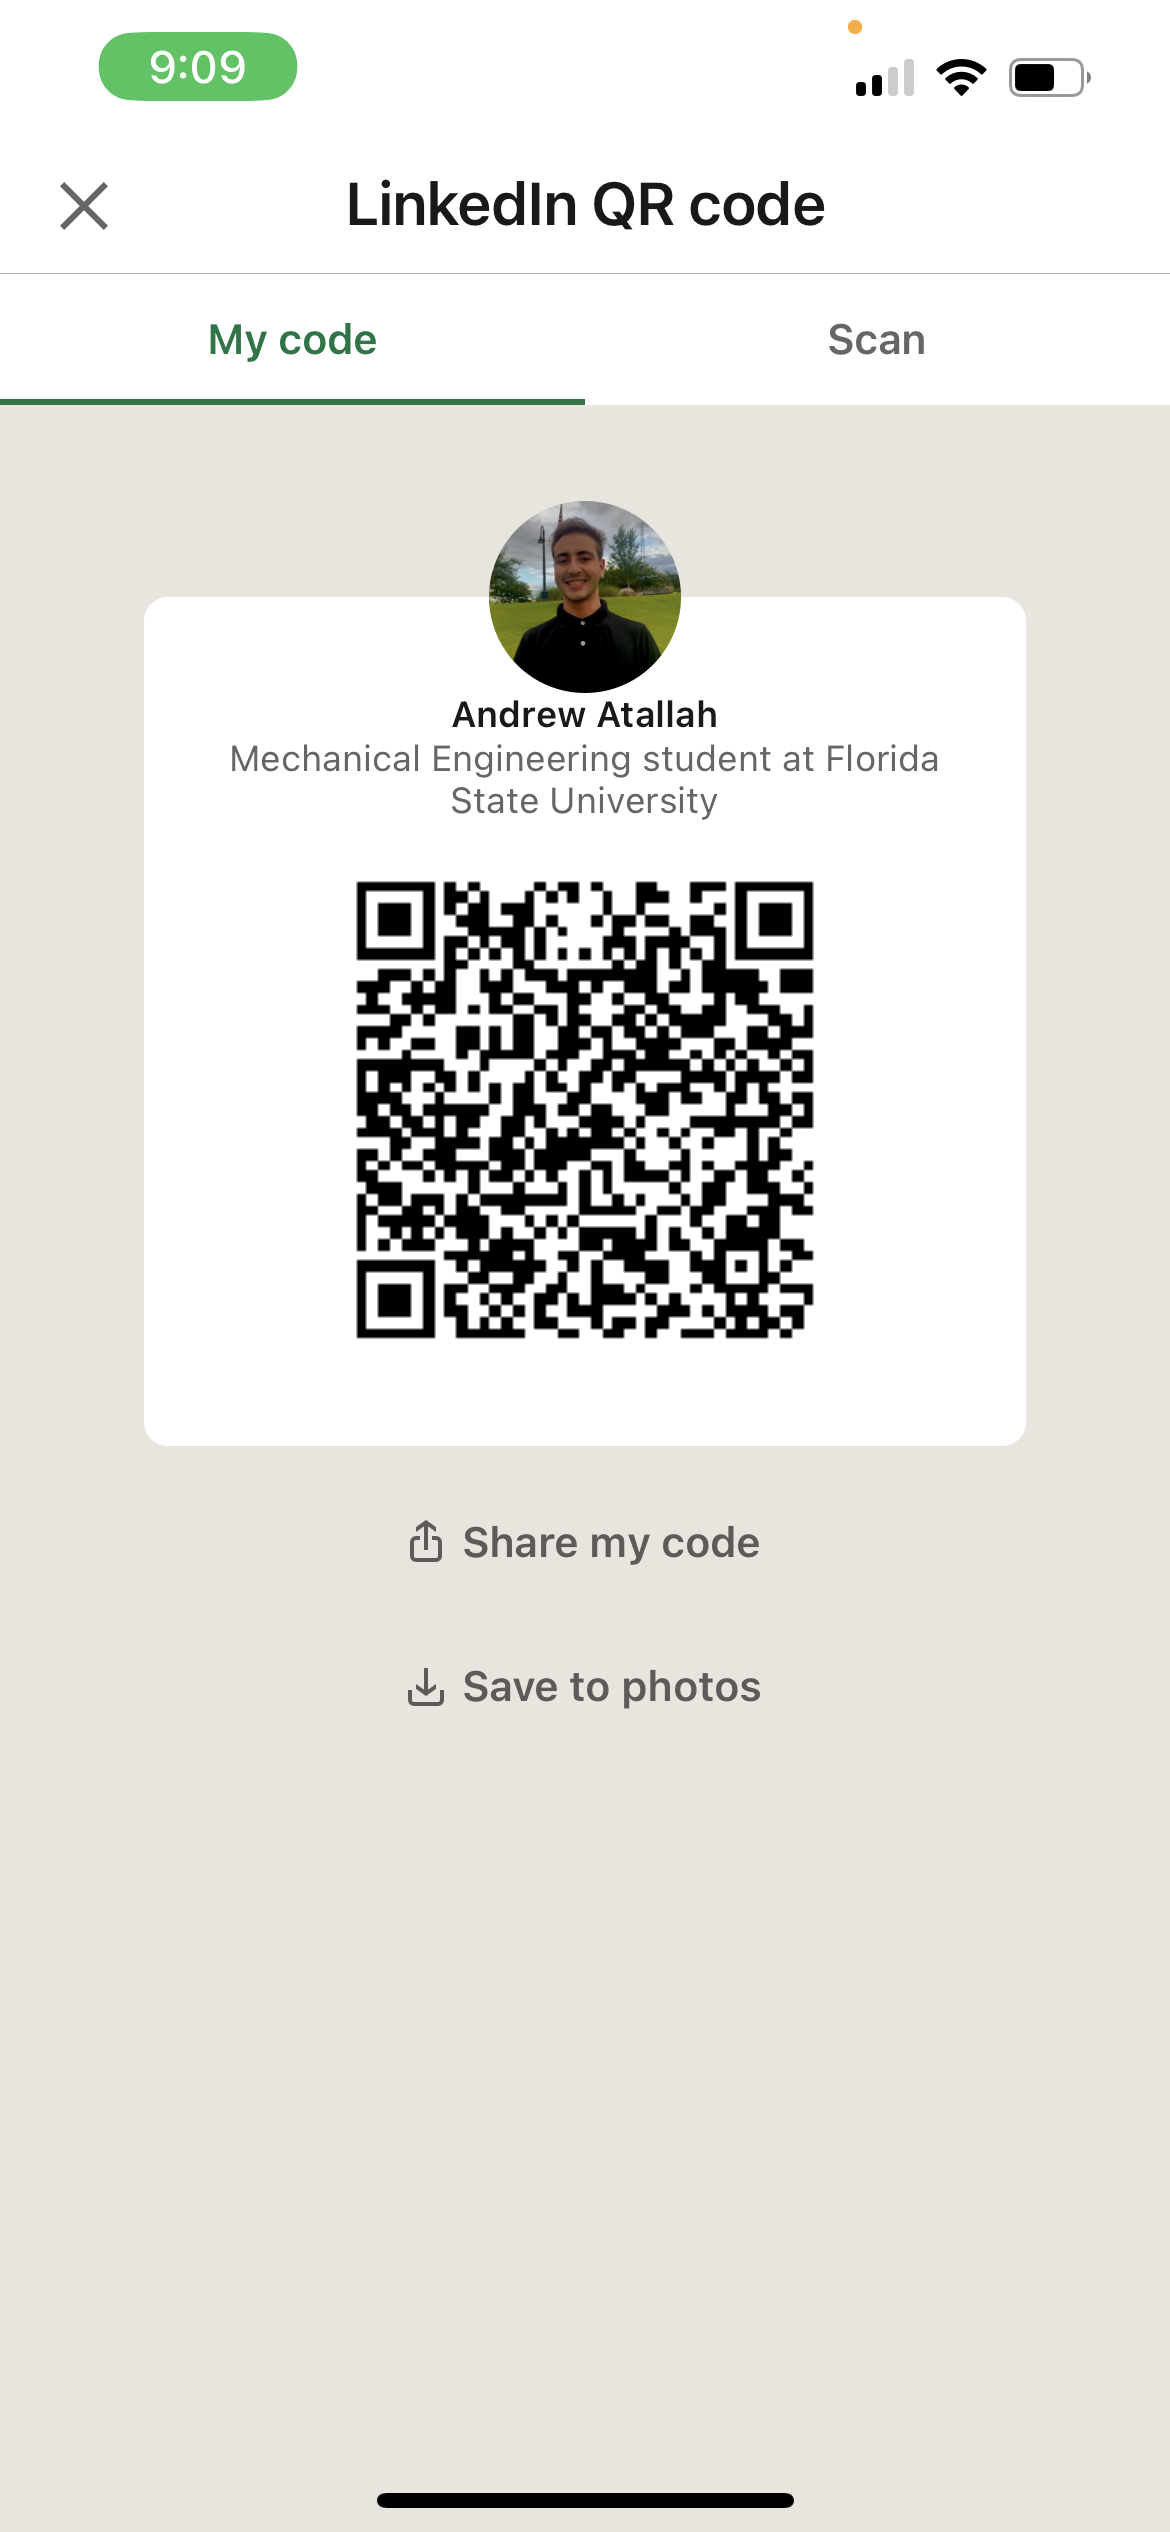 9:09
LinkedIn QR code
My code
Scan
Andrew Atallah
Mechanical Engineering student at Florida
State University
Share my code
Save to photos